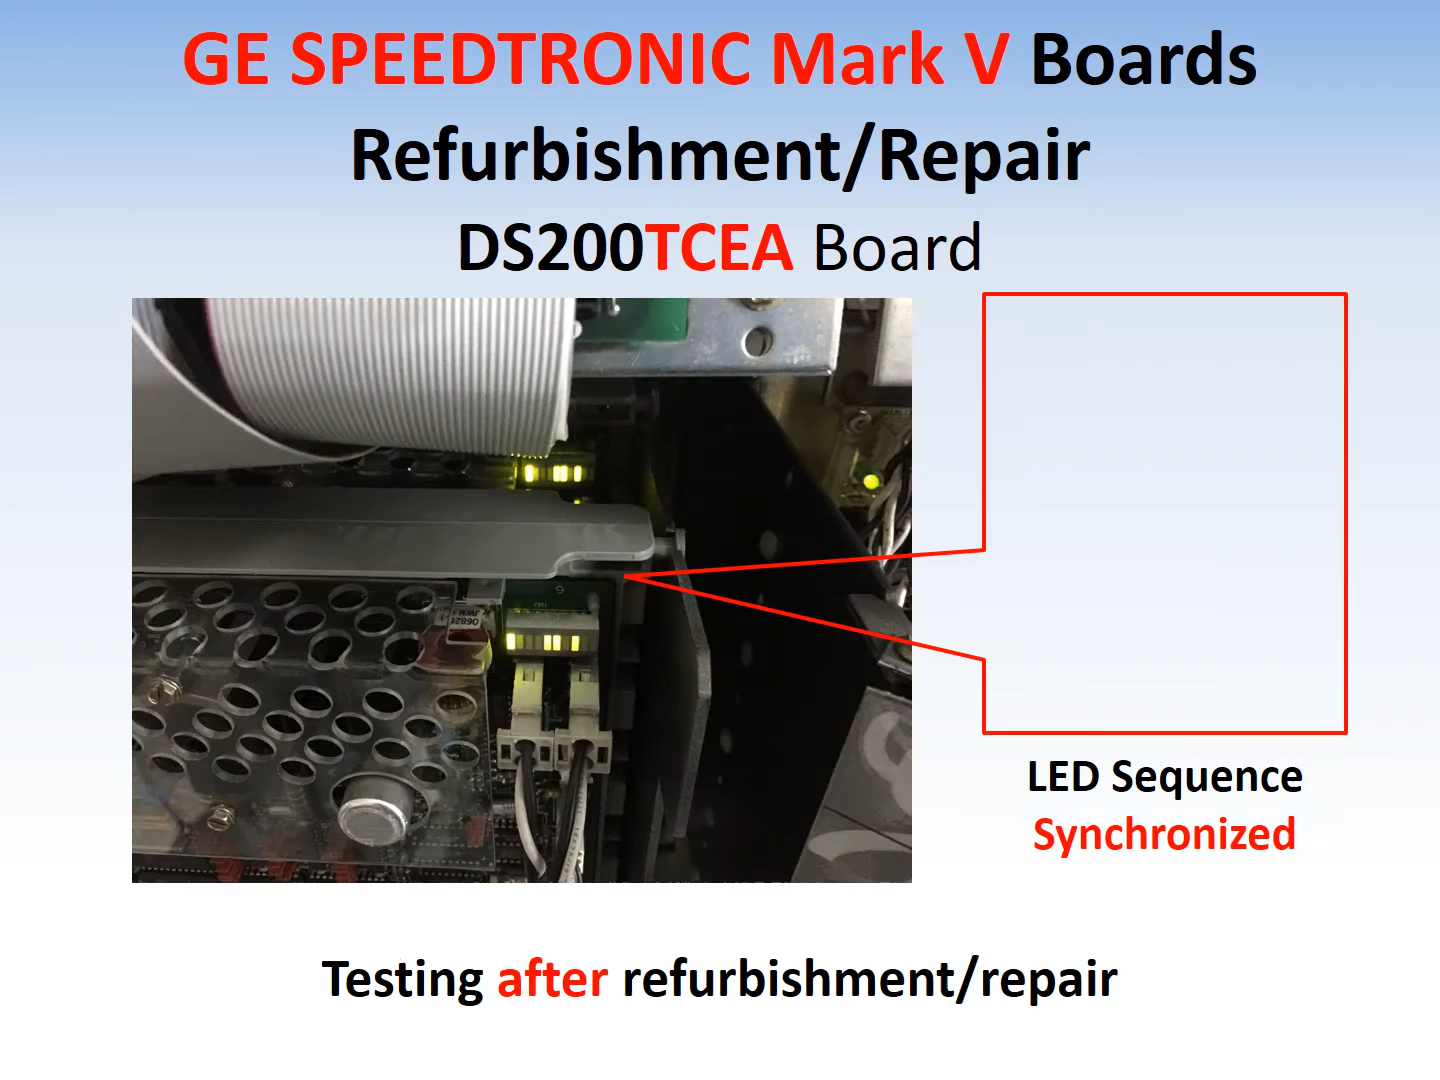 GE SPEEDTRONIC Mark V Boards
Refurbishment/Repair
DS200TCEA Board
LED Sequence
Synchronized
Testing after refurbishment/repair